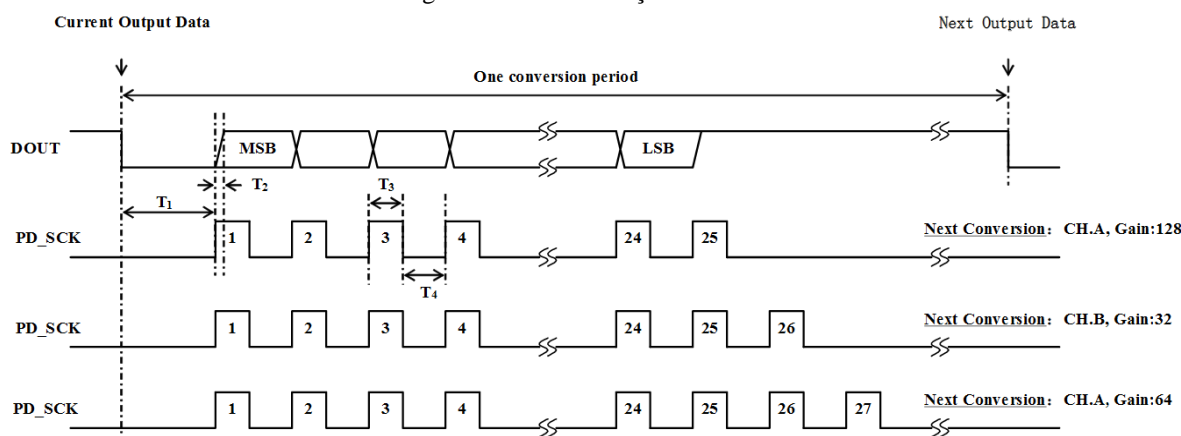 Current Output Data
Next Output Data
One conversion period
DOUT
MSB
LSB
T2
T3
T1
PD_SCK
1
2
3
4
24
25
Next Conversion: CH.A, Gain:128
T4
PD_SCK
1
2
3
4
24
25
26
Next Conversion: CH.B, Gain:32
PD_SCK
1
2
3
4
24
25
26
27
Next Conversion: CH.A, Gain:64